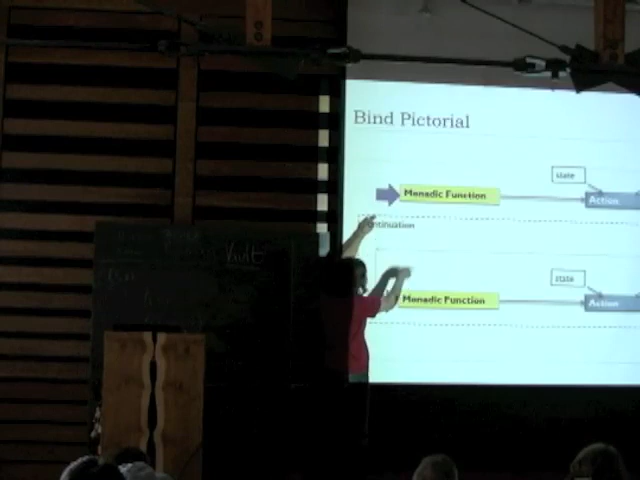 Bind Pictorial
state
Monadic Function
Action
state
Monadic Function
Action